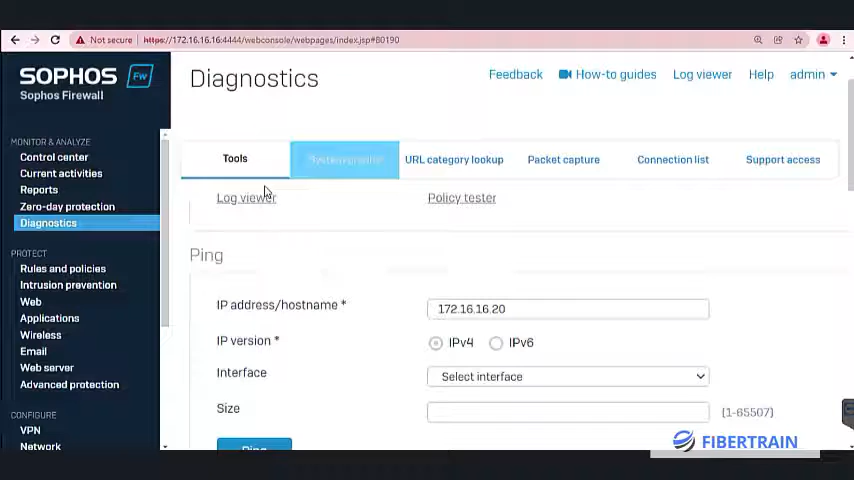 Not secure | https://172.16.16.16:4444/webconsole/webpages/index.jsp#80190
SOPHOS Fw
Sophos Firewall
Diagnostics
Feedback How-to guides Log viewer Help admin
MONITOR & ANALYZE
Control center
Current activities
Reports
Zero-day protection
Diagnostics
PROTECT
Rules and policies
Intrusion prevention
Web
Applications
Wireless
Email
Web server
Advanced protection
CONFIGURE
VPN
Network
Tools System graphs URL category lookup Packet capture Connection list Support access
Log viewer Policy tester
Ping
IP address/hostname * 172.16.16.20
IP version * IPv4 IPv6
Interface Select interface
Size (1-65507)
Ping
FIBERTRAIN